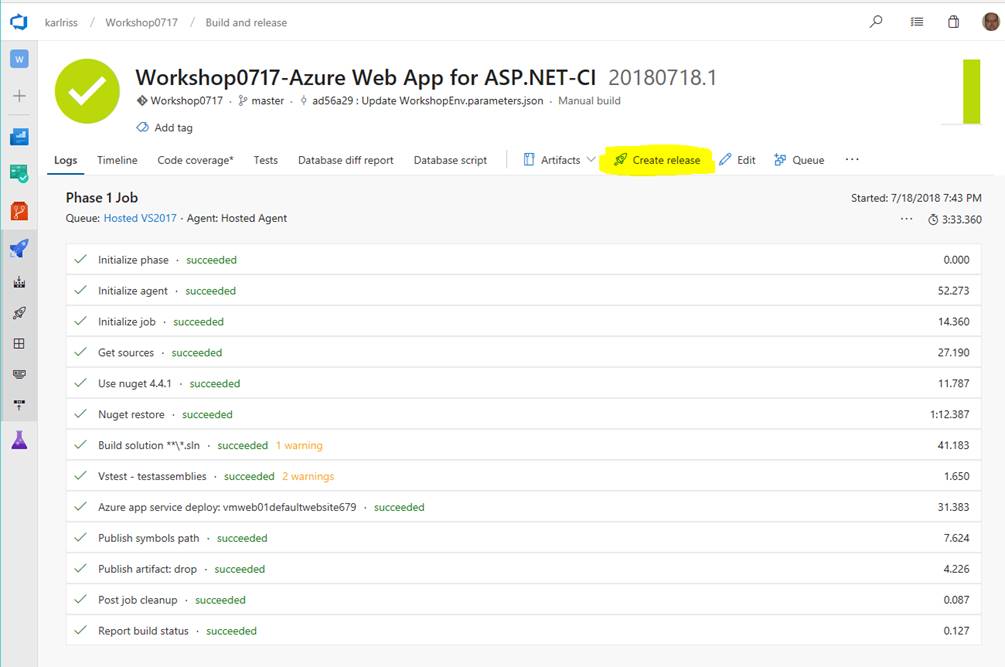 karlriss / Workshop0717 / Build and release
W
Workshop0717-Azure Web App for ASP.NET-CI 20180718.1
Workshop0717 · master · ad56a29 : Update WorkshopEnv.parameters.json · Manual build
Add tag
Logs Timeline Code coverage* Tests Database diff report Database script Artifacts Create release Edit Queue ...
Phase 1 Job Started: 7/18/2018 7:43 PM
Queue: Hosted VS2017 · Agent: Hosted Agent ... 3:33.360
Initialize phase · succeeded 0.000
Initialize agent · succeeded 52.273
Initialize job · succeeded 14.360
Get sources · succeeded 27.190
Use nuget 4.4.1 · succeeded 11.787
Nuget restore · succeeded 1:12.387
Build solution **\*.sln · succeeded 1 warning 41.183
Vstest - testassemblies · succeeded 2 warnings 1.650
Azure app service deploy: vmweb01defaultwebsite679 · succeeded 31.383
Publish symbols path · succeeded 7.624
Publish artifact: drop · succeeded 4.226
Post job cleanup · succeeded 0.087
Report build status · succeeded 0.127